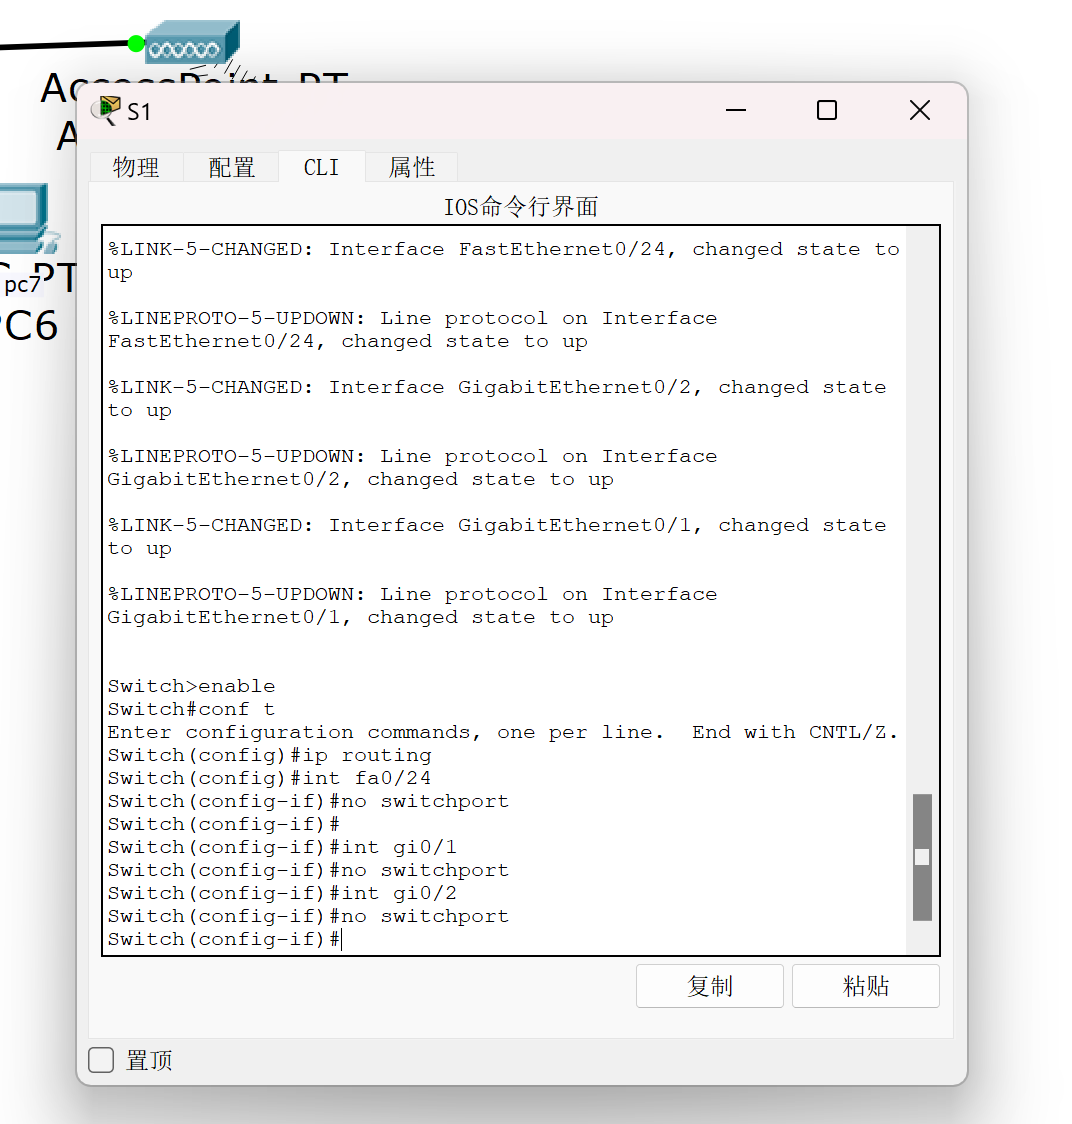 S1
物理
配置
CLI
属性
IOS命令行界面
%LINK-5-CHANGED: Interface FastEthernet0/24, changed state to
up
%LINEPROTO-5-UPDOWN: Line protocol on Interface
FastEthernet0/24, changed state to up
%LINK-5-CHANGED: Interface GigabitEthernet0/2, changed state
to up
%LINEPROTO-5-UPDOWN: Line protocol on Interface
GigabitEthernet0/2, changed state to up
%LINK-5-CHANGED: Interface GigabitEthernet0/1, changed state
to up
%LINEPROTO-5-UPDOWN: Line protocol on Interface
GigabitEthernet0/1, changed state to up
Switch>enable
Switch#conf t
Enter configuration commands, one per line.  End with CNTL/Z.
Switch(config)#ip routing
Switch(config)#int fa0/24
Switch(config-if)#no switchport
Switch(config-if)#
Switch(config-if)#int gi0/1
Switch(config-if)#no switchport
Switch(config-if)#int gi0/2
Switch(config-if)#no switchport
Switch(config-if)#
复制
粘贴
置顶
pc7
PC6